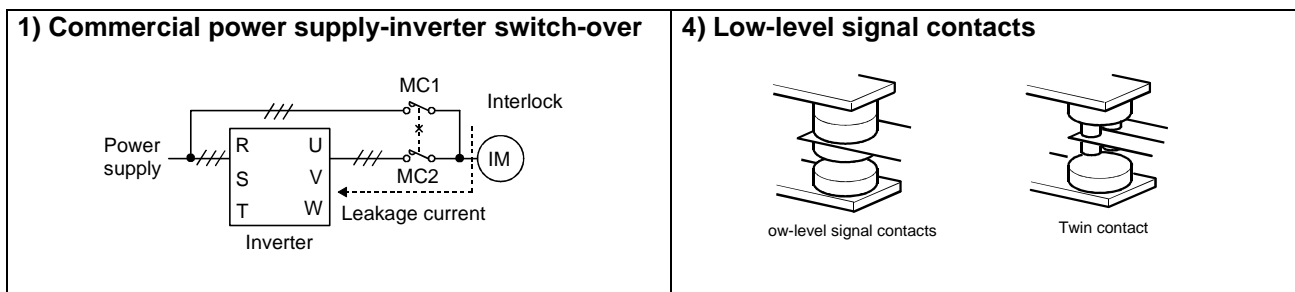 1) Commercial power supply-inverter switch-over
MC1
Interlock
Power
supply
R
U
IM
S
V
MC2
T
W
Leakage current
Inverter
4) Low-level signal contacts
ow-level signal contacts
Twin contact